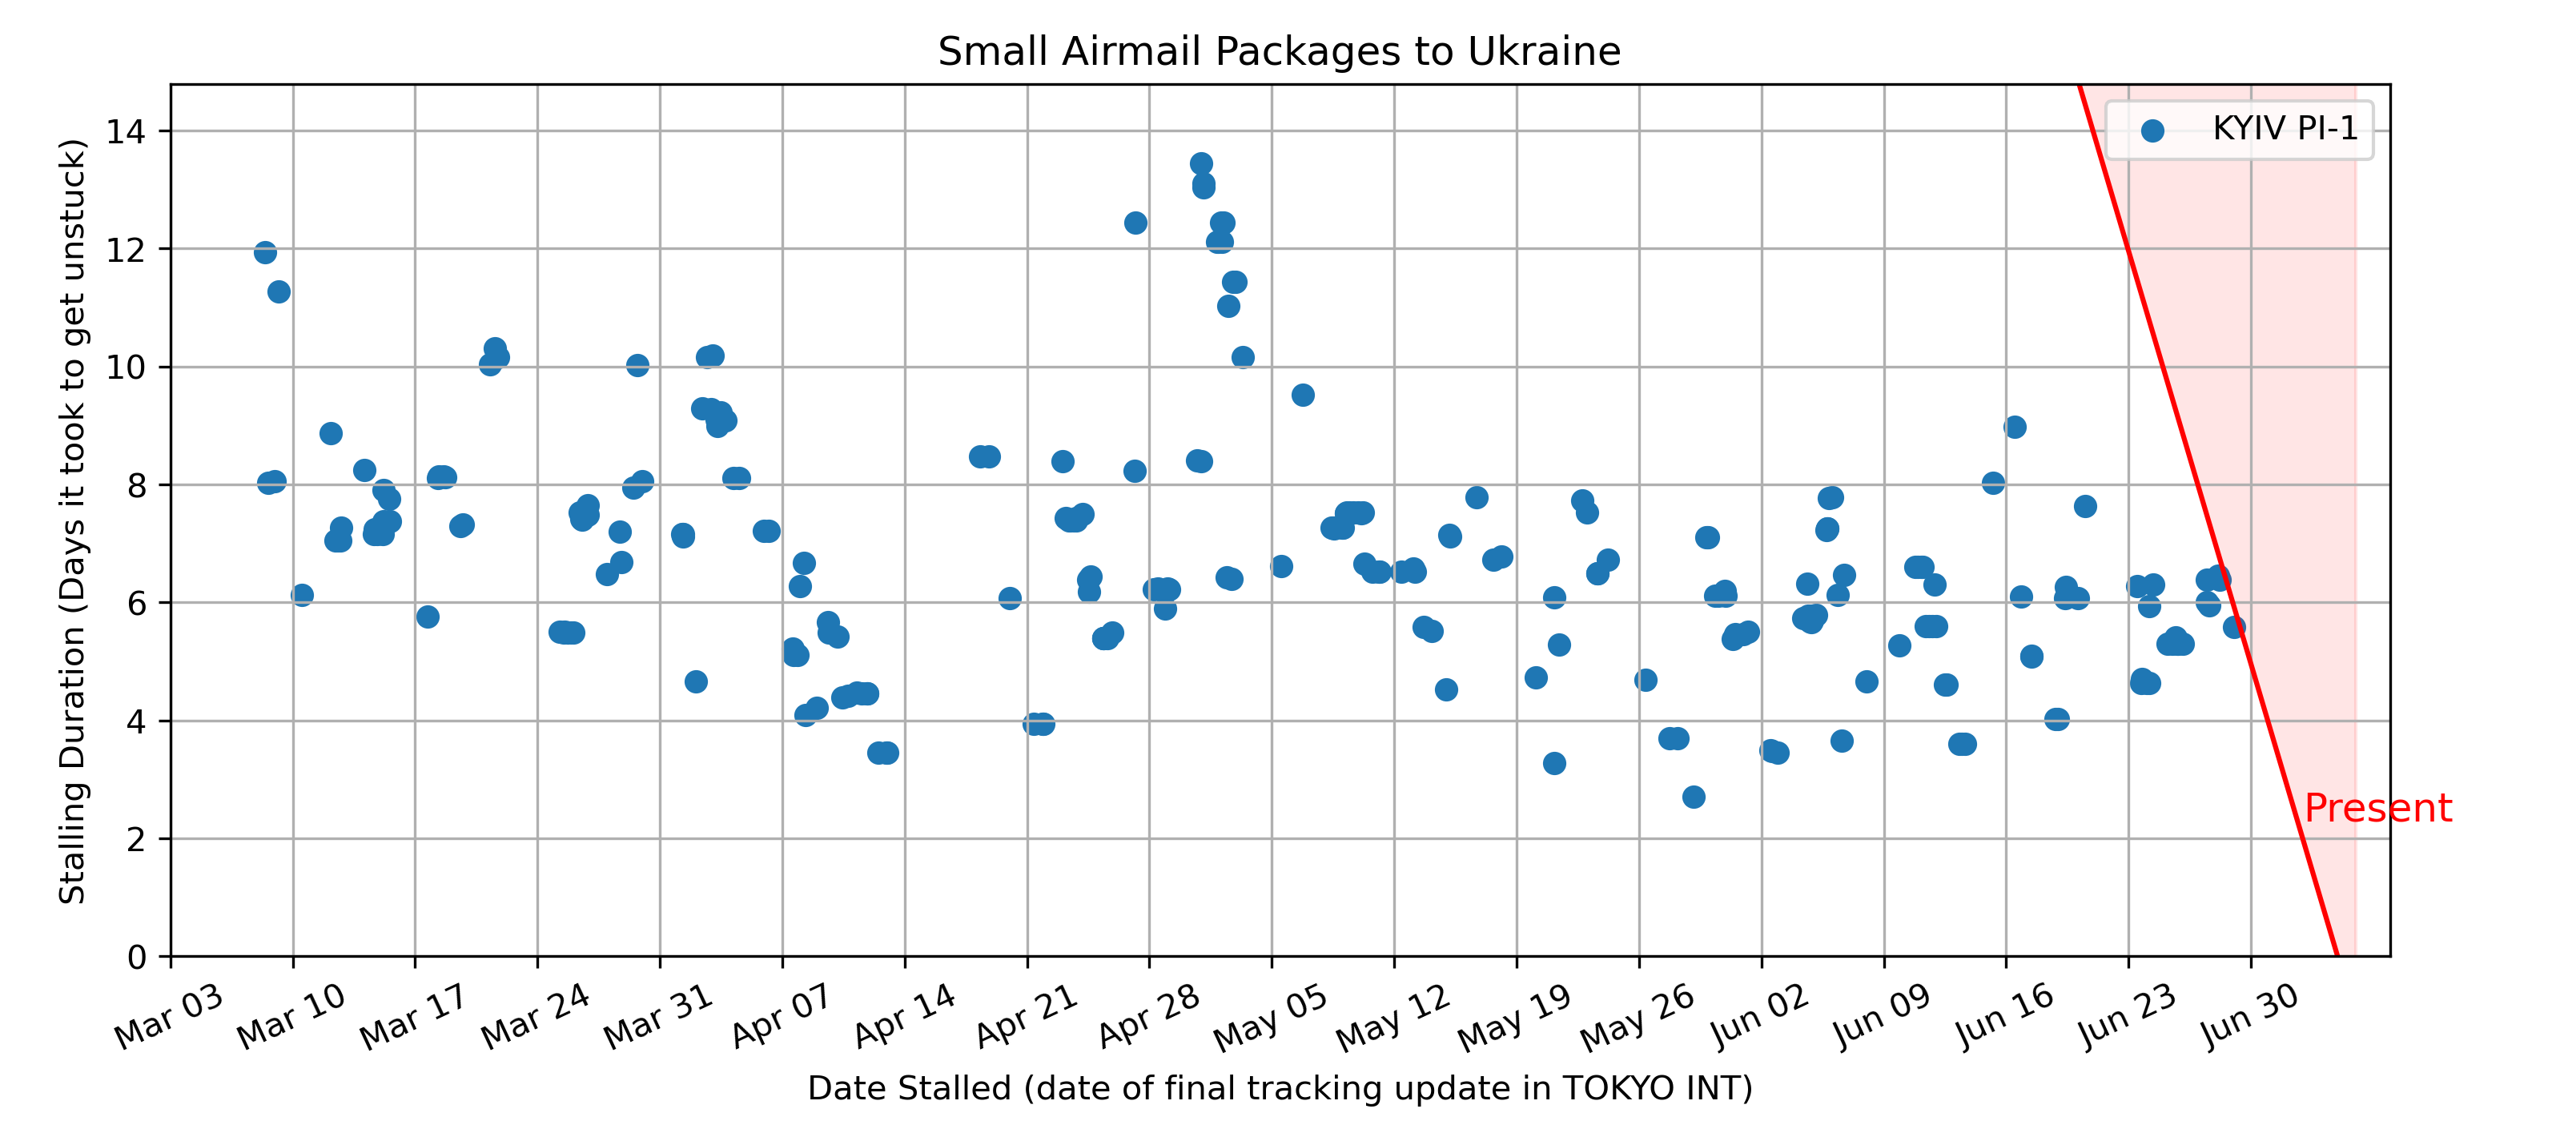 Small Airmail Packages to Ukraine
Stalling Duration (Days it took to get unstuck)
14
12
10
8
6
4
2
0
KYIV PI-1
Present
Mar 03
Mar 10
Mar 17
Mar 24
Mar 31
Apr 07
Apr 14
Apr 21
Apr 28
May 05
May 12
May 19
May 26
Jun 02
Jun 09
Jun 16
Jun 23
Jun 30
Date Stalled (date of final tracking update in TOKYO INT)